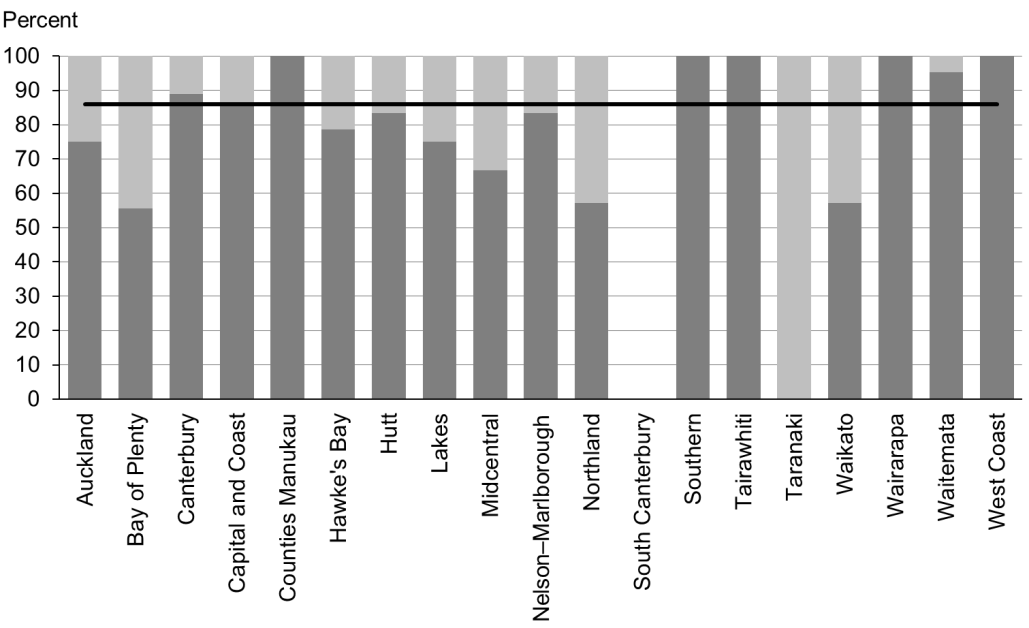 Percent
100
90
80
70
60
50
40
30
20
10
0
Auckland
Bay of Plenty
Canterbury
Capital and Coast
Counties Manukau
Hawke's Bay
Hutt
Lakes
Midcentral
Nelson–Marlborough
Northland
South Canterbury
Southern
Tairawhiti
Taranaki
Waikato
Wairarapa
Waitemata
West Coast